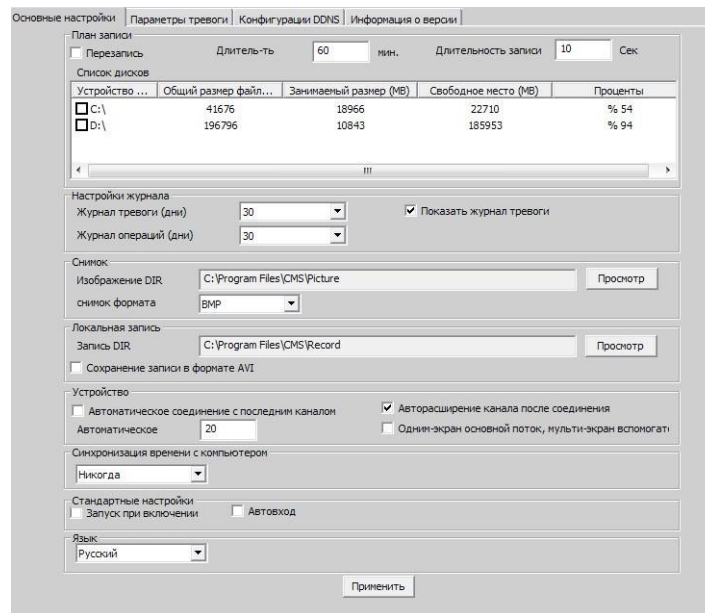 Основные настройки Параметры тревоги Конфигурации DDNS Информация о версии
План записи
Перезапись Длитель-ть 60 мин. Длительность записи 10 Сек
Список дисков
Устройство ... Общий размер файл... Занимаемый размер (MB) Свободное место (MB) Проценты
C:\ 41676 18966 22710 % 54
D:\ 196796 10843 185953 % 94
Настройки журнала
Журнал тревоги (дни) 30 Показать журнал тревоги
Журнал операций (дни) 30
Снимок
Изображение DIR C:\Program Files\CMS\Picture Просмотр
снимок формата BMP
Локальная запись
Запись DIR C:\Program Files\CMS\Record Просмотр
Сохранение записи в формате AVI
Устройство
Автоматическое соединение с последним каналом Авторасширение канала после соединения
Автоматическое 20 Одним-экран основной поток, мульти-экран вспомогат
Синхронизация времени с компьютером
Никогда
Стандартные настройки
Запуск при включении Автовход
Язык
Русский
Применить